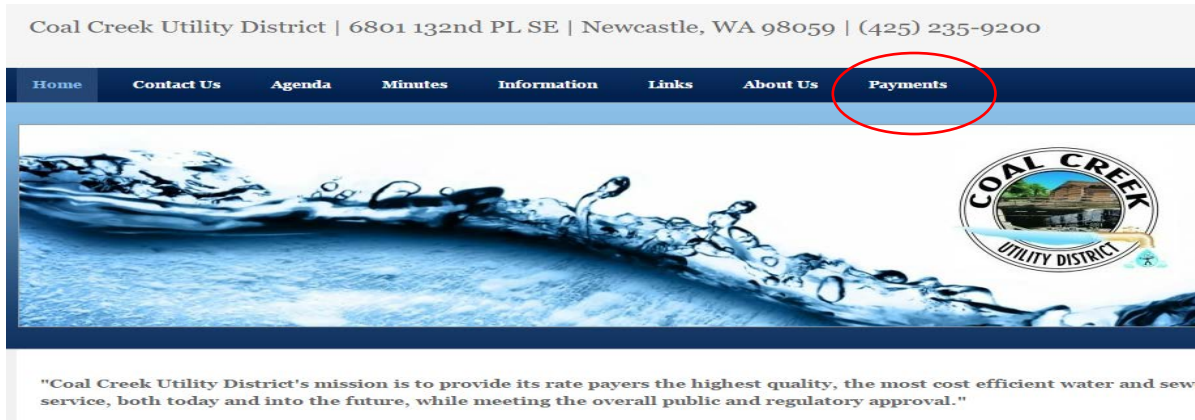 Coal Creek Utility District | 6801 132nd PL SE | Newcastle, WA 98059 | (425) 235-9200
Home Contact Us Agenda Minutes Information Links About Us Payments
COAL CREEK
UTILITY DISTRICT
"Coal Creek Utility District's mission is to provide its rate payers the highest quality, the most cost efficient water and sew
service, both today and into the future, while meeting the overall public and regulatory approval."